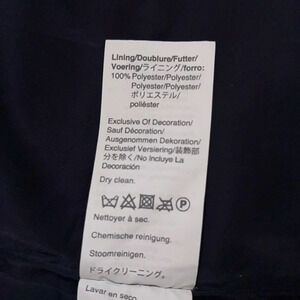 Lining/Doublure/Futter/
Voering/ライニング/forro:
100% Polyester/Polyester/
Polyester/Polyester/
ポリエステル/
poliéster
Exclusive Of Decoration/
Sauf Décoration/
Ausgenommen Dekoration/
Exclusief Versiering/装飾部
分を除く/No Incluye La
Decoración
Dry clean.
P
Nettoyer à sec.
Chemische reinigung.
Stoomreinigen.
ドライクリーニング。
Lavar en seco.